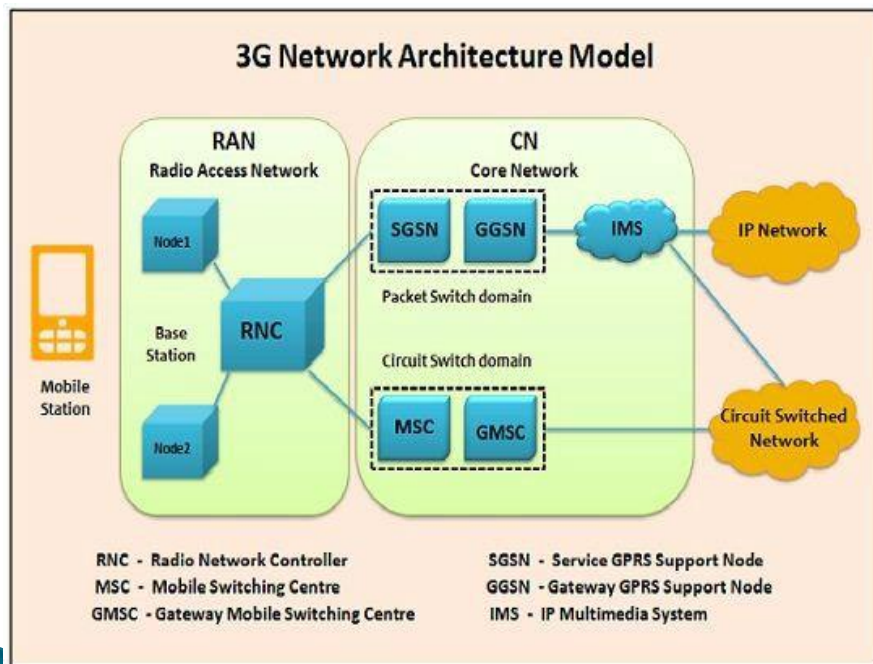 3G Network Architecture Model
RAN
Radio Access Network
CN
Core Network
Node1
Base
Station
Node2
RNC
SGSN
GGSN
Packet Switch domain
Circuit Switch domain
MSC
GMSC
IMS
IP Network
Circuit Switched
Network
Mobile
Station
RNC - Radio Network Controller
MSC - Mobile Switching Centre
GMSC - Gateway Mobile Switching Centre
SGSN - Service GPRS Support Node
GGSN - Gateway GPRS Support Node
IMS - IP Multimedia System